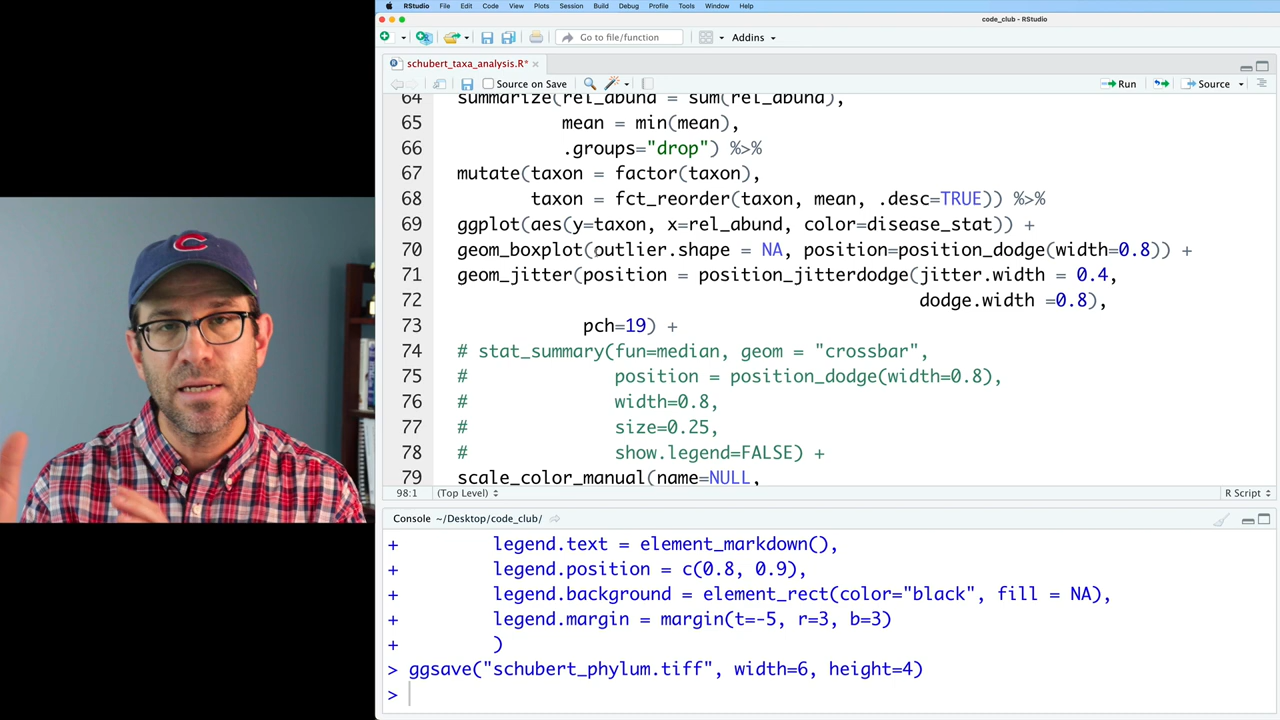 RStudio File Edit Code View Plots Session Build Debug Profile Tools Window Help
code_club - RStudio
Go to file/function Addins
schubert_taxa_analysis.R*
Source on Save Run Source
64 summarize(rel_abund = sum(rel_abund),
65 mean = min(mean),
66 .groups="drop") %>%
67 mutate(taxon = factor(taxon),
68 taxon = fct_reorder(taxon, mean, .desc=TRUE)) %>%
69 ggplot(aes(y=taxon, x=rel_abund, color=disease_stat)) +
70 geom_boxplot(outlier.shape = NA, position=position_dodge(width=0.8)) +
71 geom_jitter(position = position_jitterdodge(jitter.width = 0.4,
72 dodge.width =0.8),
73 pch=19) +
74 # stat_summary(fun=median, geom = "crossbar",
75 # position = position_dodge(width=0.8),
76 # width=0.8,
77 # size=0.25,
78 # show.legend=FALSE) +
79 scale_color_manual(name=NULL,
98:1 (Top Level) R Script
Console ~/Desktop/code_club/
+ legend.text = element_markdown(),
+ legend.position = c(0.8, 0.9),
+ legend.background = element_rect(color="black", fill = NA),
+ legend.margin = margin(t=-5, r=3, b=3)
+ )
> ggsave("schubert_phylum.tiff", width=6, height=4)
>